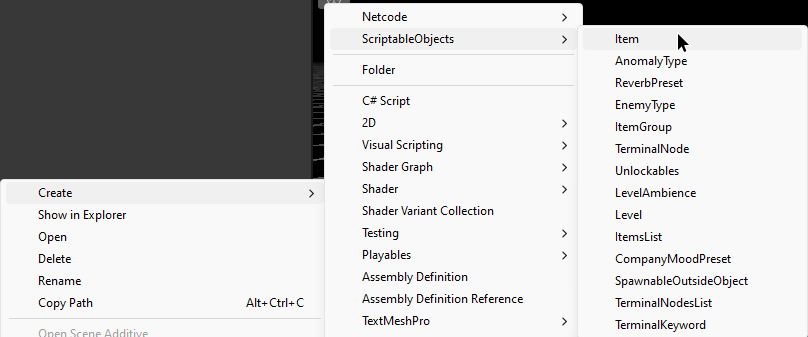 Create
Show in Explorer
Open
Delete
Rename
Copy Path Alt+Ctrl+C
Open Scene Additive
Netcode
ScriptableObjects
Folder
C# Script
2D
Visual Scripting
Shader Graph
Shader
Shader Variant Collection
Testing
Playables
Assembly Definition
Assembly Definition Reference
TextMeshPro
Item
AnomalyType
ReverbPreset
EnemyType
ItemGroup
TerminalNode
Unlockables
LevelAmbience
Level
ItemsList
CompanyMoodPreset
SpawnableOutsideObject
TerminalNodesList
TerminalKeyword